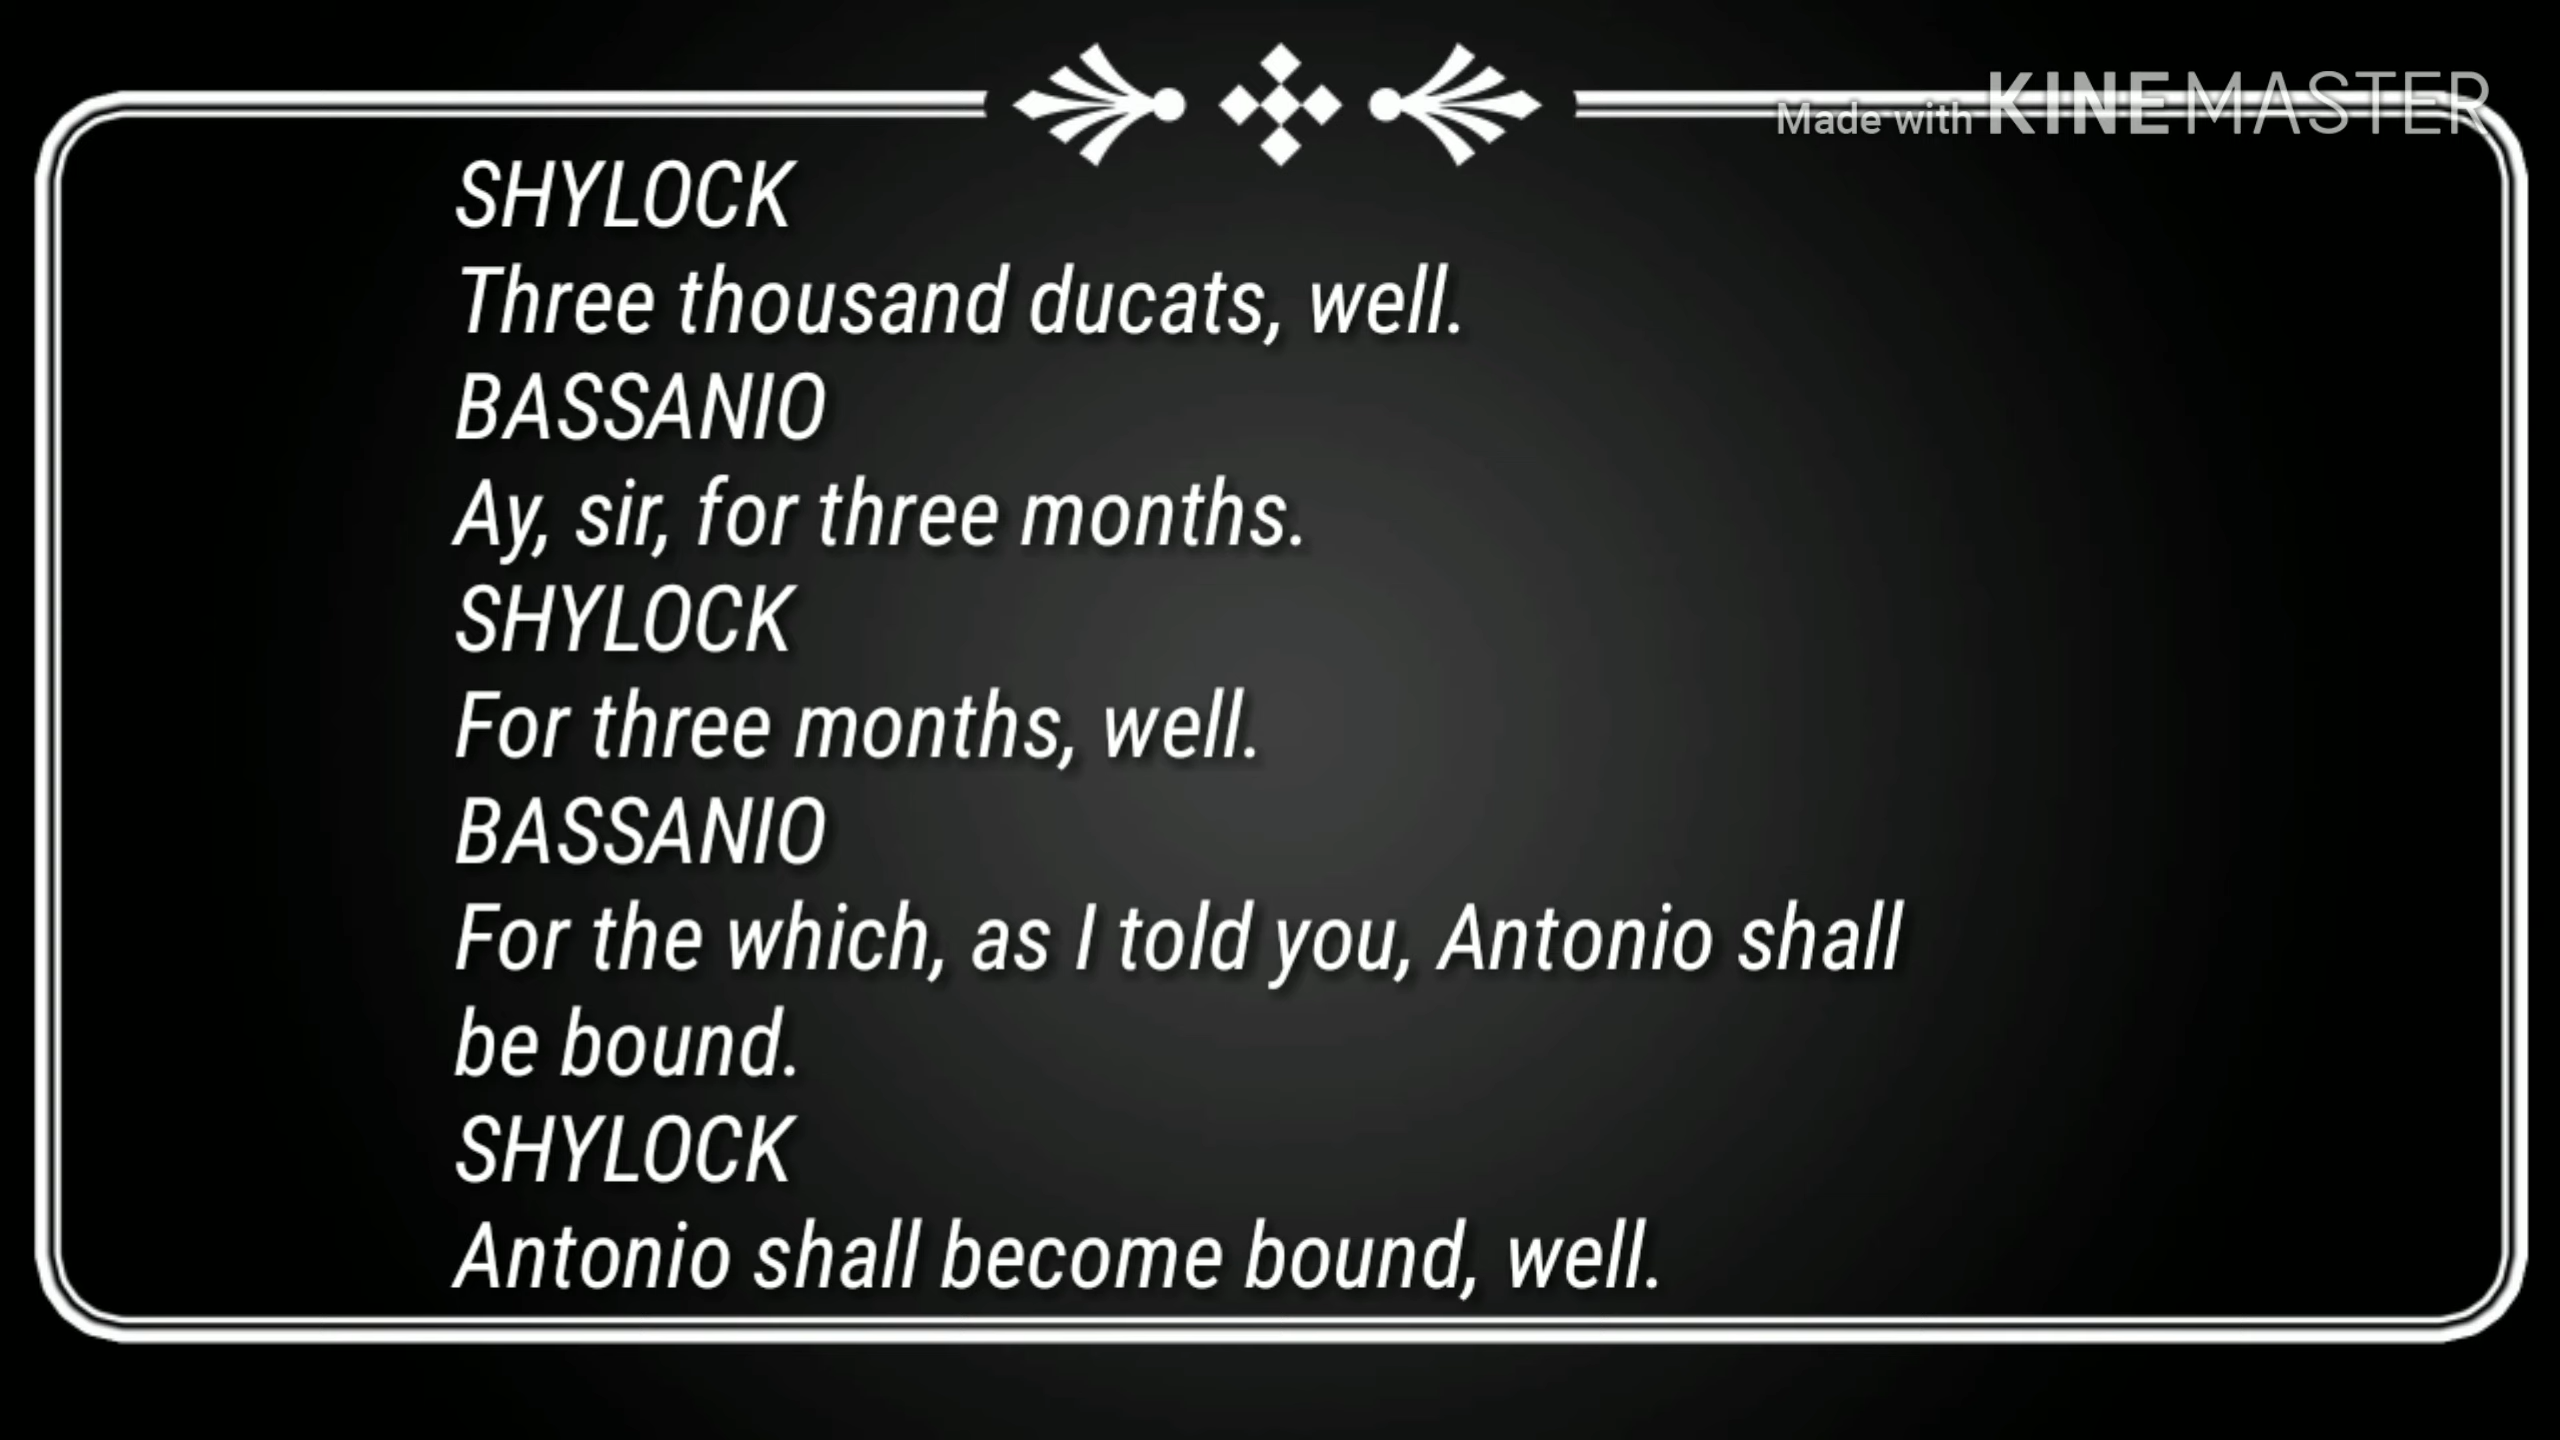 Made with KINEMASTER
SHYLOCK
Three thousand ducats, well.
BASSANIO
Ay, sir, for three months.
SHYLOCK
For three months, well.
BASSANIO
For the which, as I told you, Antonio shall
be bound.
SHYLOCK
Antonio shall become bound, well.